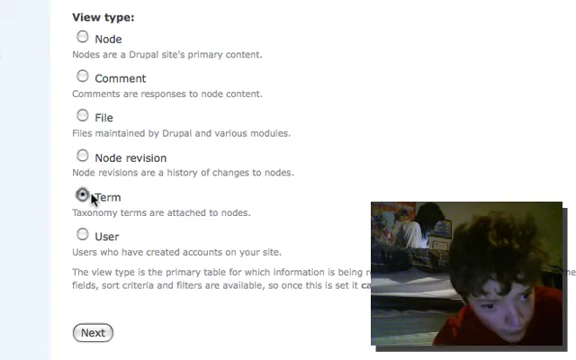 View type:
Node
Nodes are a Drupal site's primary content.
Comment
Comments are responses to node content.
File
Files maintained by Drupal and various modules.
Node revision
Node revisions are a history of changes to nodes.
Term
Taxonomy terms are attached to nodes.
User
Users who have created accounts on your site.
The view type is the primary table for which information is being
fields, sort criteria and filters are available, so once this is set it
Next